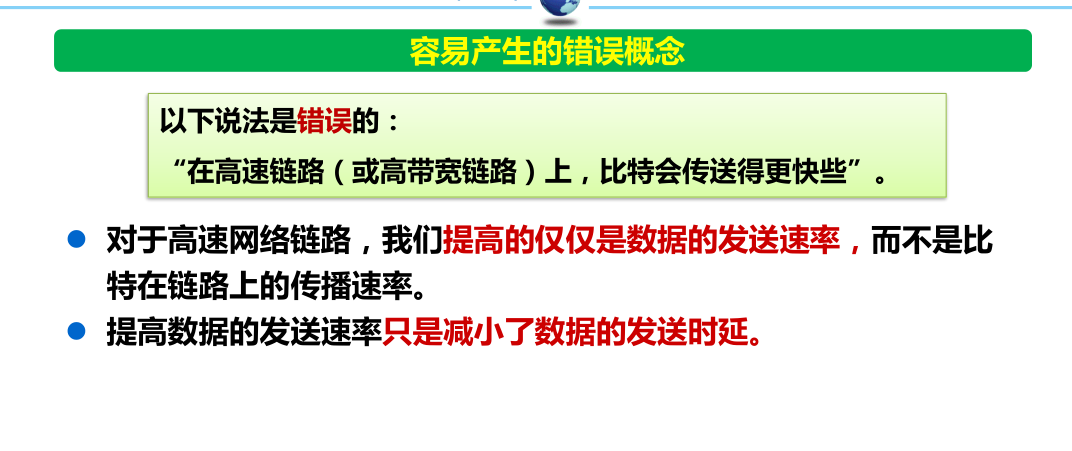 容易产生的错误概念
以下说法是错误的：
“在高速链路（或高带宽链路）上，比特会传送得更快些”。
对于高速网络链路，我们提高的仅仅是数据的发送速率，而不是比
特在链路上的传播速率。
提高数据的发送速率只是减小了数据的发送时延。